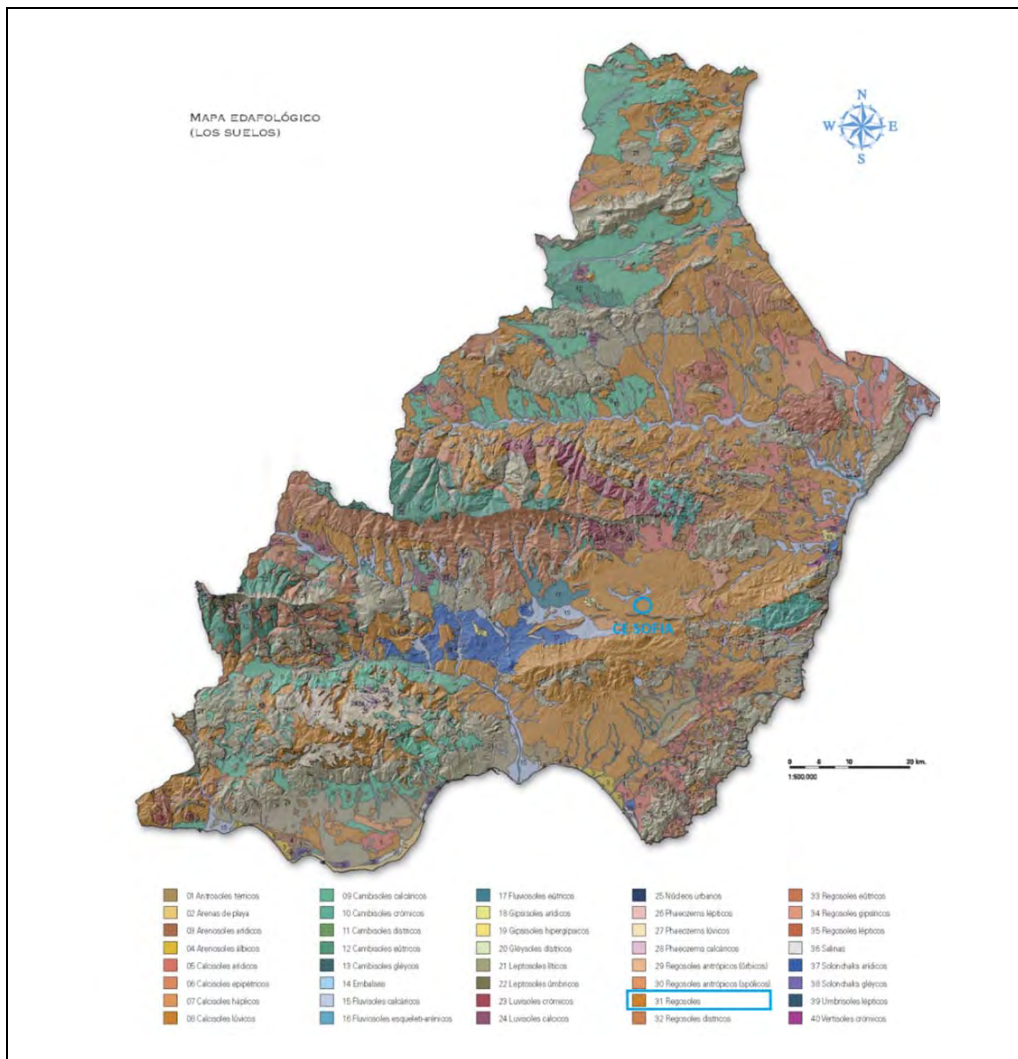 MAPA EDAFOLÓGICO
(LOS SUELOS)
N
W E
S
CE SOFIA
0 5 10 20 km.
1:500.000
01 Antrosoles térricos
02 Arenas de playa
03 Arenosoles arídicos
04 Arenosoles álbicos
05 Calcisoles arídicos
06 Calcisoles epipétricos
07 Calcisoles háplicos
08 Calcisoles lúvicos
09 Cambisoles calcáricos
10 Cambisoles crómicos
11 Cambisoles dístricos
12 Cambisoles eútricos
13 Cambisoles gléycos
14 Embalses
15 Fluvisoles calcáricos
16 Fluviosoles esqueleti-arénicos
17 Fluviosoles eútricos
18 Gipsisoles arídicos
19 Gipsisoles hipergípsicos
20 Gléysoles dístricos
21 Leptosoles líticos
22 Leptosoles úmbricos
23 Luvisoles crómicos
24 Luvisoles cálcicos
25 Núcleos urbanos
26 Phaeozems lépticos
27 Phaeozems lúvicos
28 Phaeozems calcáricos
29 Regosoles antrópicos (úrbicos)
30 Regosoles antrópicos (spólicos)
31 Regosoles
32 Regosoles dístricos
33 Regosoles eútricos
34 Regosoles gipsíricos
35 Regosoles lépticos
36 Salinas
37 Solonchaks arídicos
38 Solonchaks gléycos
39 Umbrisoles lépticos
40 Vertisoles crómicos